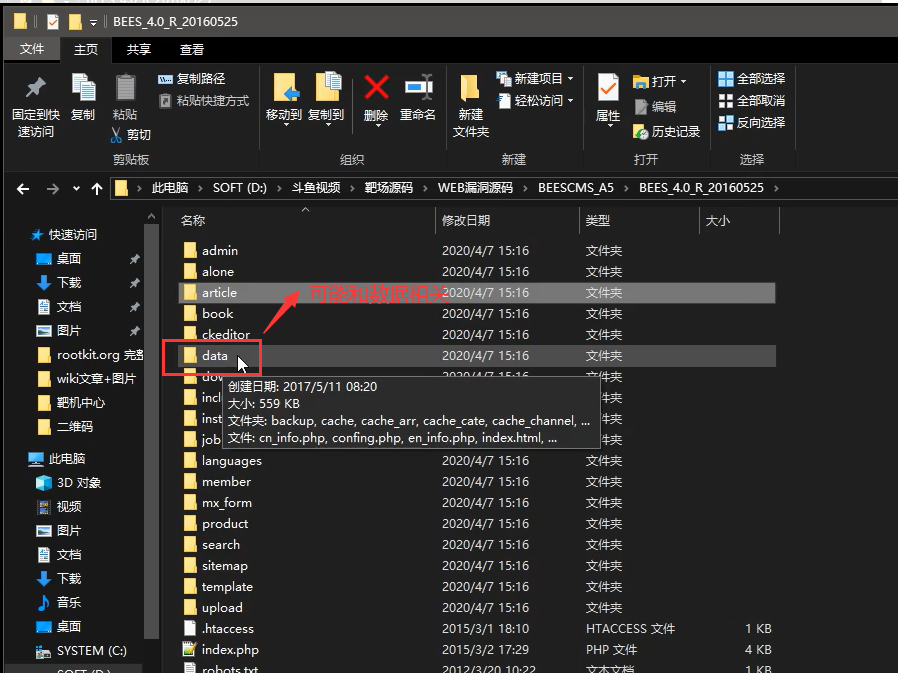 BEES_4.0_R_20160525
文件 主页 共享 查看
固定到快速访问
复制
粘贴
复制路径
粘贴快捷方式
剪切
移动到
复制到
删除
重命名
新建文件夹
新建项目
轻松访问
属性
打开
编辑
历史记录
全部选择
全部取消
反向选择
剪贴板 组织 新建 打开 选择
此电脑 › SOFT (D:) › 斗鱼视频 › 靶场源码 › WEB漏洞源码 › BEESCMS_A5 › BEES_4.0_R_20160525 ›
快速访问
桌面
下载
文档
图片
rootkit.org 完整
wiki文章+图片
靶机中心
二维码
此电脑
3D 对象
视频
图片
文档
下载
音乐
桌面
SYSTEM (C:)
SOFT (D:)
名称 修改日期 类型 大小
admin 2020/4/7 15:16 文件夹
alone 2020/4/7 15:16 文件夹
article 2020/4/7 15:16 文件夹
可能和数据相关
book 2020/4/7 15:16 文件夹
ckeditor 2020/4/7 15:16 文件夹
data 2020/4/7 15:16 文件夹
dow 2020/4/7 15:16 文件夹
incl 文件夹
inst 文件夹
job 文件夹
创建日期: 2017/5/11 08:20
大小: 559 KB
文件夹: backup, cache, cache_arr, cache_cate, cache_channel, ...
文件: cn_info.php, confing.php, en_info.php, index.html, ...
languages 2020/4/7 15:16 文件夹
member 2020/4/7 15:16 文件夹
mx_form 2020/4/7 15:16 文件夹
product 2020/4/7 15:16 文件夹
search 2020/4/7 15:16 文件夹
sitemap 2020/4/7 15:16 文件夹
template 2020/4/7 15:16 文件夹
upload 2020/4/7 15:16 文件夹
.htaccess 2015/3/1 18:10 HTACCESS 文件 1 KB
index.php 2015/3/2 17:29 PHP 文件 4 KB
robots.txt 2012/3/20 10:22 文本文档 1 KB